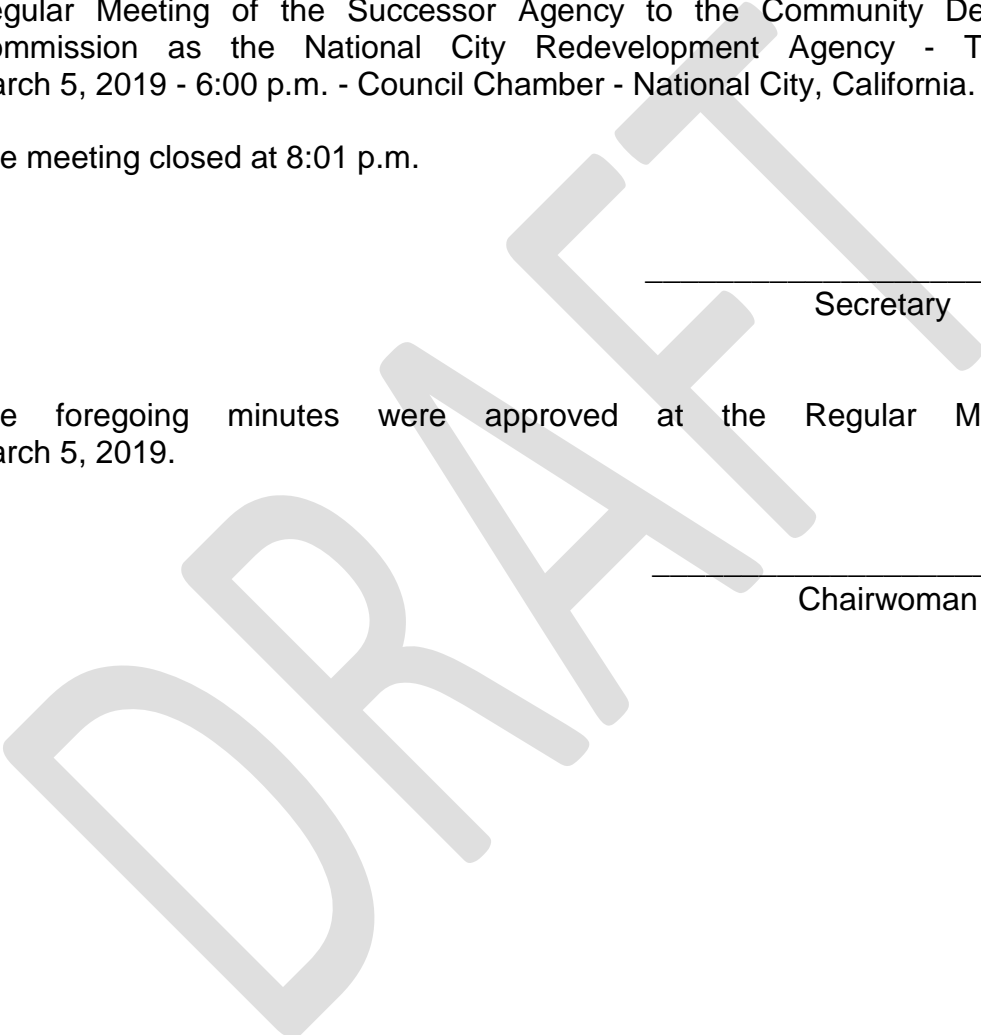 egular Meeting of the Successor Agency to the Community De
ommission as the National City Redevelopment Agency - T
arch 5, 2019 - 6:00 p.m. - Council Chamber - National City, California.
e meeting closed at 8:01 p.m.
Secretary
e foregoing minutes were approved at the Regular M
arch 5, 2019.
Chairwoman
DRAFT